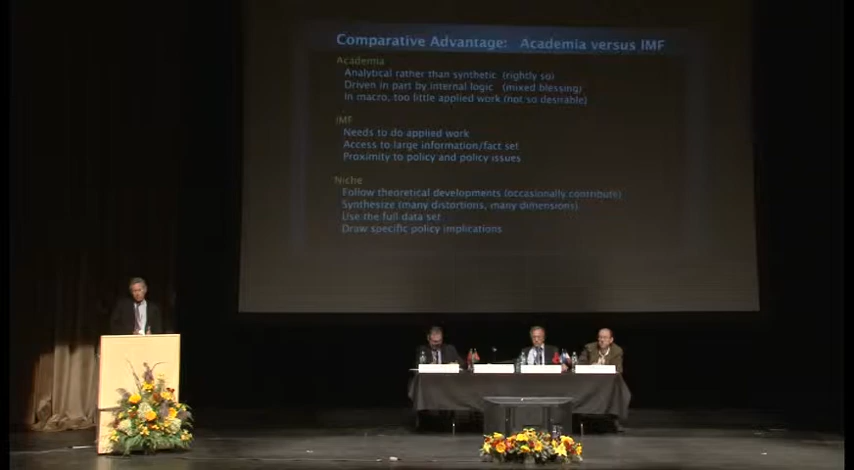 Comparative Advantage: Academia versus IMF
Academia
Analytical rather than synthetic (rightly so)
Driven in part by internal logic (mixed blessing)
In macro, too little applied work (not so desirable)
IMF
Needs to do applied work
Access to large information/fact set
Proximity to policy and policy issues
Niche
Follow theoretical developments (occasionally contribute)
Synthesize (many distortions, many dimensions)
Use the full data set
Draw specific policy implications